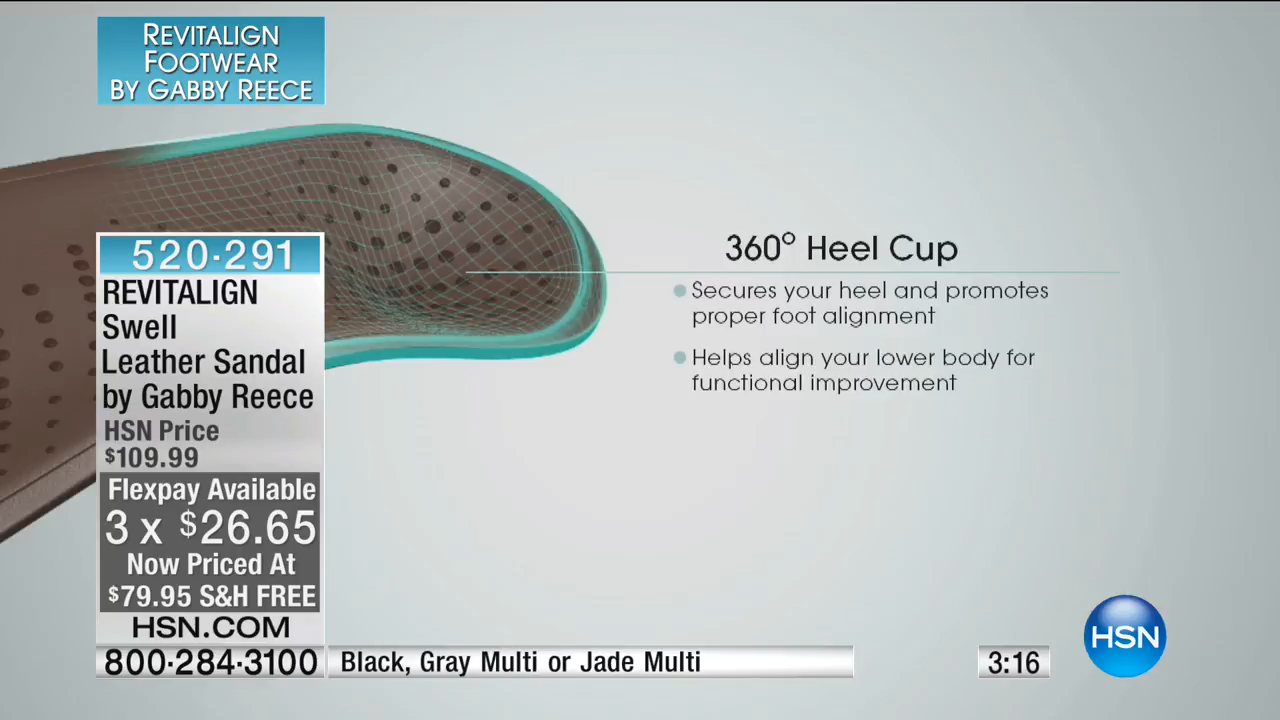 REVITALIGN
FOOTWEAR
BY GABBY REECE
520·291
REVITALIGN
Swell
Leather Sandal
by Gabby Reece
HSN Price
$109.99
Flexpay Available
3 x $26.65
Now Priced At
$79.95 S&H FREE
HSN.COM
800·284·3100
360° Heel Cup
Secures your heel and promotes
proper foot alignment
Helps align your lower body for
functional improvement
Black, Gray Multi or Jade Multi
3:16
HSN